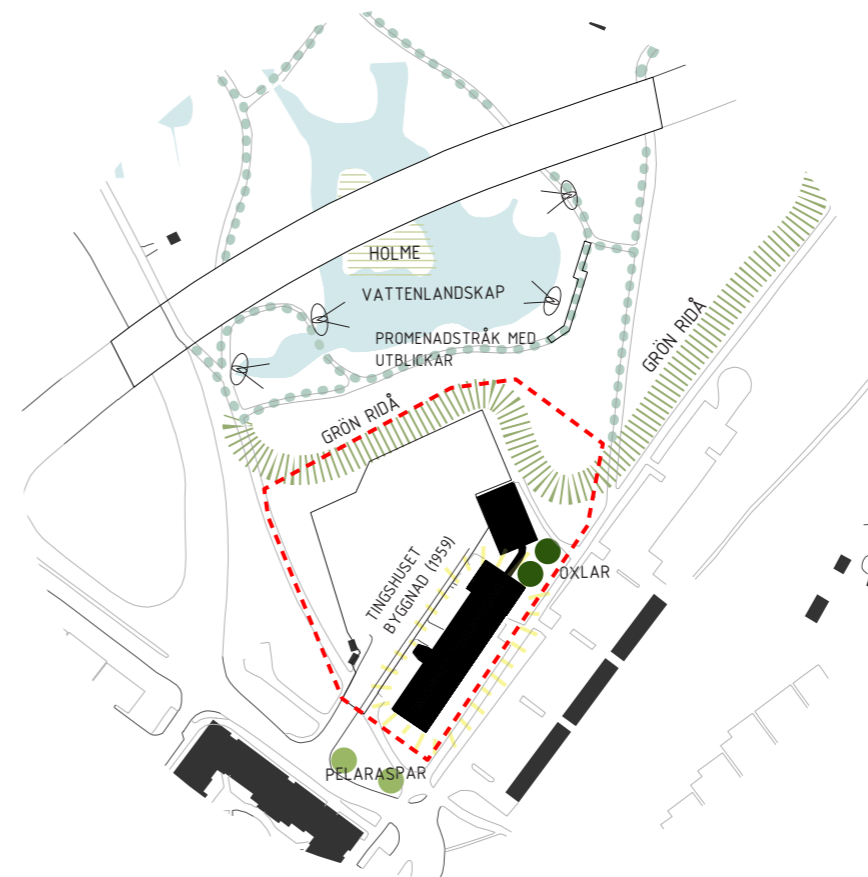 HOLME
VATTENLANDSKAP
PROMENADSTRÅK MED
UTBLICKAR
GRÖN RIDÅ
GRÖN RIDÅ
TINGSHUSET
BYGGNAD (1959)
OXLAR
PELARASPAR